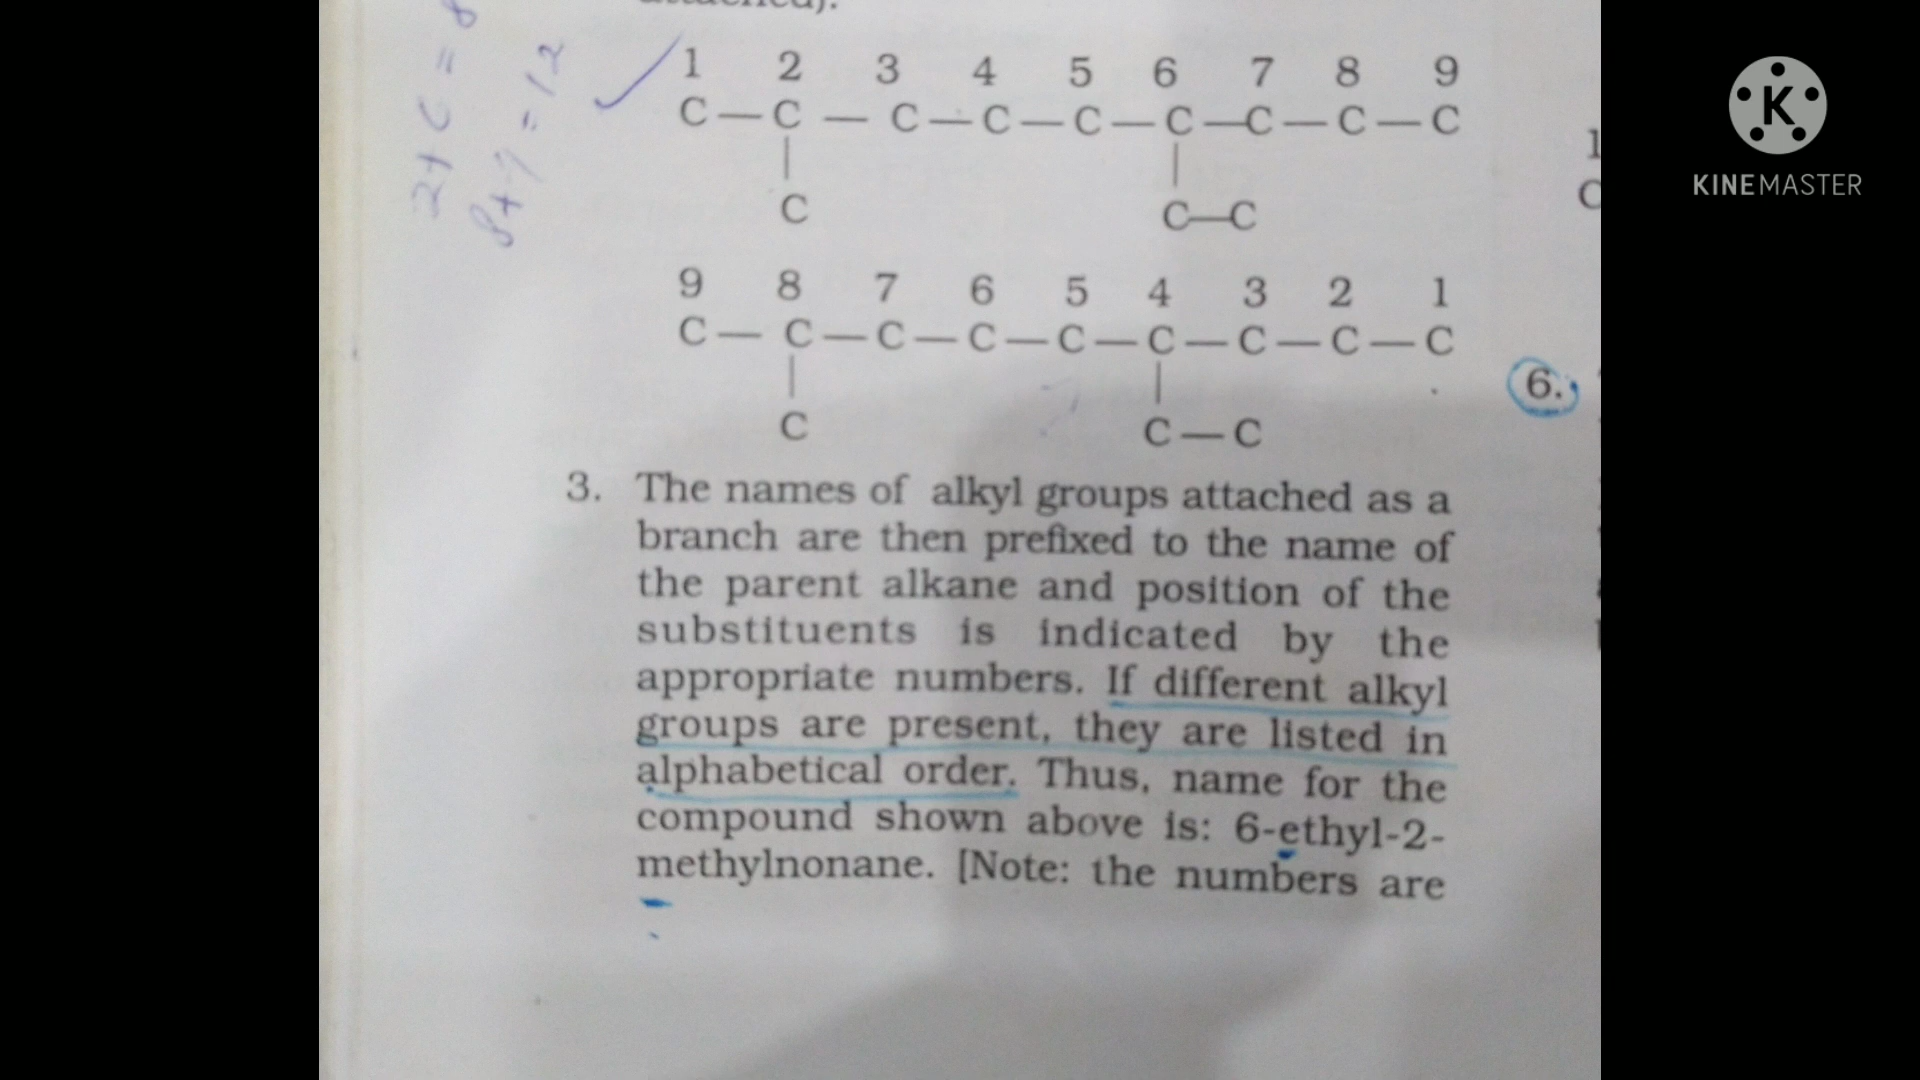 1 2 3 4 5 6 7 8 9
C — C — C — C — C — C — C — C — C
| |
C C—C
9 8 7 6 5 4 3 2 1
C — C — C — C — C — C — C — C — C
| |
C C — C
3. The names of alkyl groups attached as a
branch are then prefixed to the name of
the parent alkane and position of the
substituents is indicated by the
appropriate numbers. If different alkyl
groups are present, they are listed in
alphabetical order. Thus, name for the
compound shown above is: 6-ethyl-2-
methylnonane. [Note: the numbers are
6.
KINEMASTER